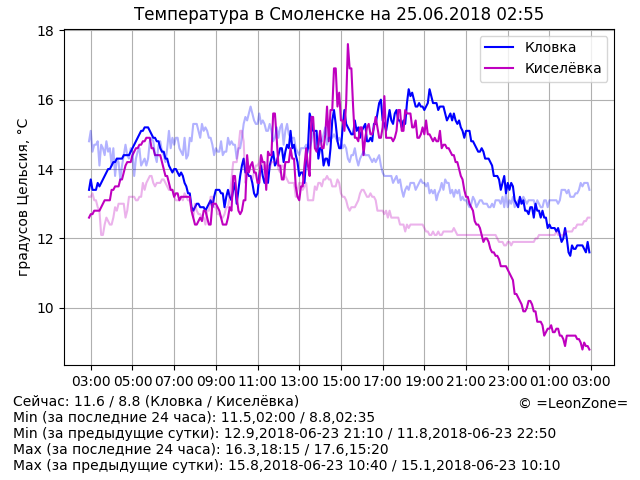 Температура в Смоленске на 25.06.2018 02:55
градусов Цельсия, °C
18
16
14
12
10
Кловка
Киселёвка
03:00 05:00 07:00 09:00 11:00 13:00 15:00 17:00 19:00 21:00 23:00 01:00 03:00
Сейчас: 11.6 / 8.8 (Кловка / Киселёвка)
© =LeonZone=
Min (за последние 24 часа): 11.5,02:00 / 8.8,02:35
Min (за предыдущие сутки): 12.9,2018-06-23 21:10 / 11.8,2018-06-23 22:50
Max (за последние 24 часа): 16.3,18:15 / 17.6,15:20
Max (за предыдущие сутки): 15.8,2018-06-23 10:40 / 15.1,2018-06-23 10:10